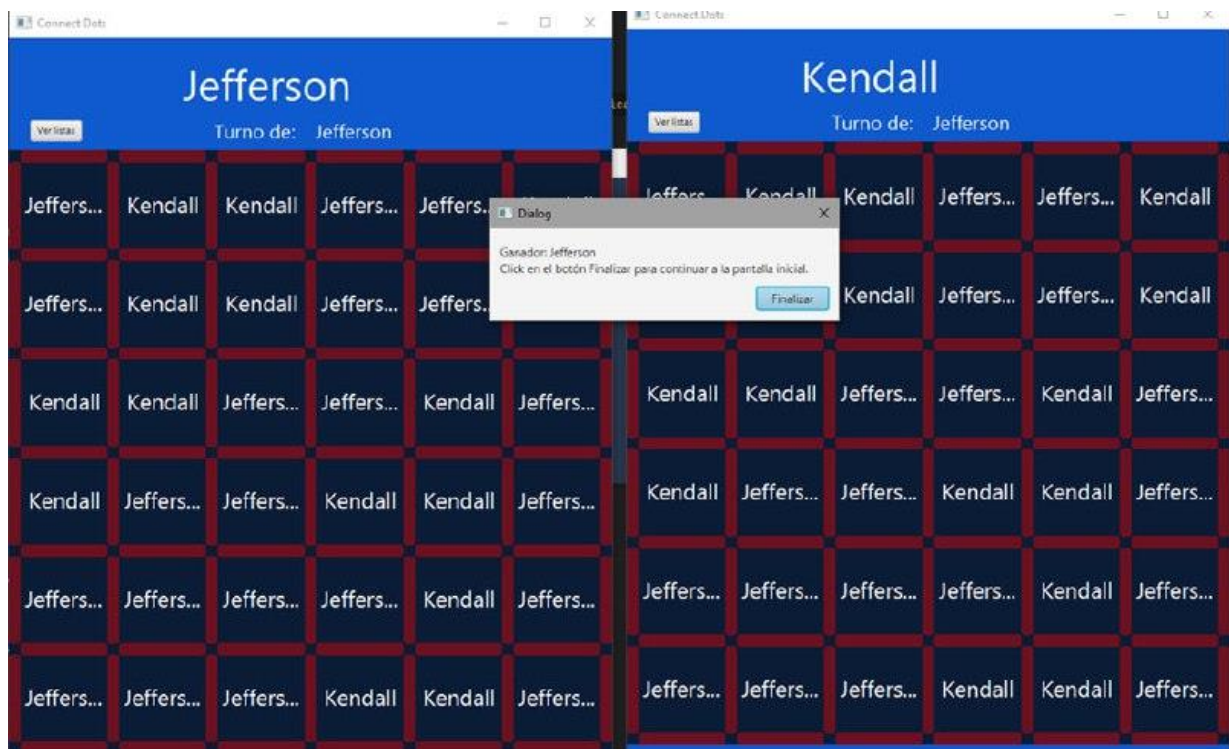 Connect Dots
Jefferson
Ver listas
Turno de: Jefferson
Jeffers... Kendall Kendall Jeffers... Jeffers...
Jeffers... Kendall Kendall Jeffers... Jeffers...
Kendall Kendall Jeffers... Jeffers... Kendall Jeffers...
Kendall Jeffers... Jeffers... Kendall Kendall Jeffers...
Jeffers... Jeffers... Jeffers... Jeffers... Kendall Jeffers...
Jeffers... Jeffers... Jeffers... Kendall Kendall Jeffers...
Dialog
Ganador: Jefferson
Click en el botón Finalizar para continuar a la pantalla inicial.
Finalizar
Connect Dots
Kendall
Ver listas
Turno de: Jefferson
Jeffers... Kendall Kendall Jeffers... Jeffers... Kendall
Kendall Jeffers... Jeffers... Kendall
Kendall Kendall Jeffers... Jeffers... Kendall Jeffers...
Kendall Jeffers... Jeffers... Kendall Kendall Jeffers...
Jeffers... Jeffers... Jeffers... Jeffers... Kendall Jeffers...
Jeffers... Jeffers... Jeffers... Kendall Kendall Jeffers...